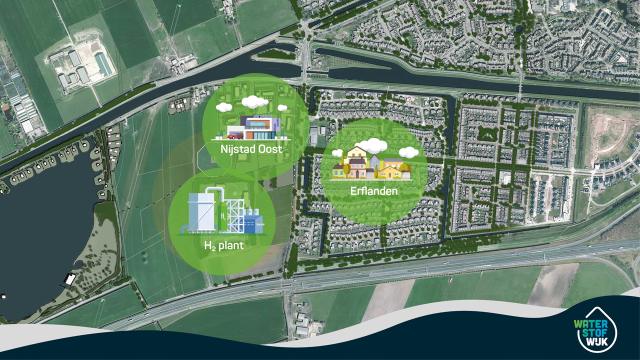 Nijstad Oost
Erflanden
H₂ plant
WATER
STOF
WIJK